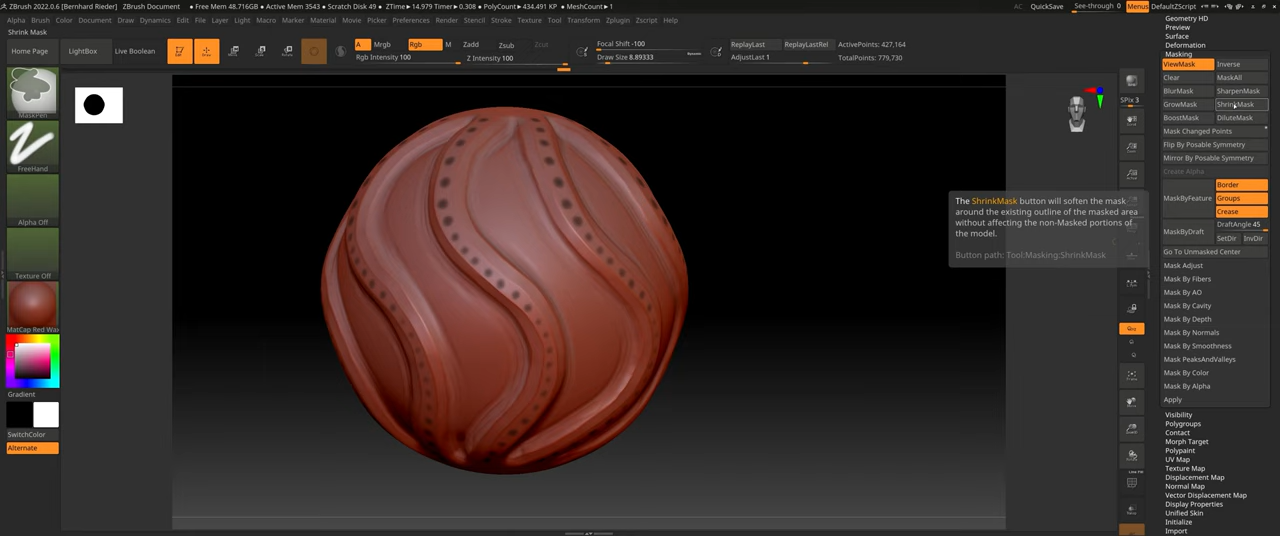 ZBrush 2022.0.6 [Bernhard Rieder]   ZBrush Document   • Free Mem 48.716GB • Active Mem 3543 • Scratch Disk 49 • ZTime►14.979 Timer►0.308 • PolyCount►434.491 KP • MeshCount►1
AC QuickSave See-through 0 Menus DefaultZScript
Alpha Brush Color Document Draw Dynamics Edit File Layer Light Macro Marker Material Movie Picker Preferences Render Stencil Stroke Texture Tool Transform Zplugin Zscript Help
Shrink Mask
Home Page LightBox Live Boolean
A Mrgb Rgb M Zadd Zsub Zcut
Rgb Intensity 100 Z Intensity 100
Focal Shift -100
Draw Size 8.89333 Dynamic
ReplayLast ReplayLastRel ActivePoints: 427,164
AdjustLast 1 TotalPoints: 779,730
MaskPen
FreeHand
Alpha Off
Texture Off
MatCap Red Wax
Gradient
SwitchColor
Alternate
SPix 3
The ShrinkMask button will soften the mask
around the existing outline of the masked area
without affecting the non-Masked portions of
the model.
Button path: Tool:Masking:ShrinkMask
Geometry HD
Preview
Surface
Deformation
Masking
ViewMask Inverse
Clear MaskAll
BlurMask SharpenMask
GrowMask ShrinkMask
BoostMask DiluteMask
Mask Changed Points
Flip By Posable Symmetry
Mirror By Posable Symmetry
Create Alpha
MaskByFeature Border
Groups
Crease
MaskByDraft DraftAngle 45
SetDir InvDir
Go To Unmasked Center
Mask Adjust
Mask By Fibers
Mask By AO
Mask By Cavity
Mask By Depth
Mask By Normals
Mask By Smoothness
Mask PeaksAndValleys
Mask By Color
Mask By Alpha
Apply
Visibility
Polygroups
Contact
Morph Target
Polypaint
UV Map
Texture Map
Displacement Map
Normal Map
Vector Displacement Map
Display Properties
Unified Skin
Initialize
Import